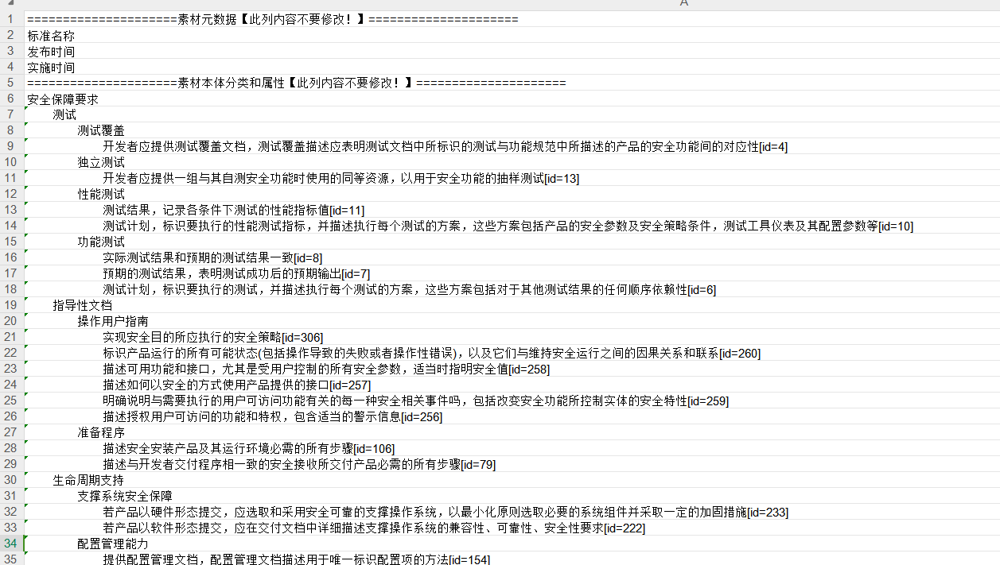 A
1 =====================素材元数据【此列内容不要修改！】=====================
2 标准名称
3 发布时间
4 实施时间
5 =====================素材本体分类和属性【此列内容不要修改！】=====================
6 安全保障要求
7 测试
8 测试覆盖
9 开发者应提供测试覆盖文档，测试覆盖描述应表明测试文档中所标识的测试与功能规范中所描述的产品的安全功能间的对应性[id=4]
10 独立测试
11 开发者应提供一组与其自测安全功能时使用的同等资源，以用于安全功能的抽样测试[id=13]
12 性能测试
13 测试结果，记录各条件下测试的性能指标值[id=11]
14 测试计划，标识要执行的性能测试指标，并描述执行每个测试的方案，这些方案包括产品的安全参数及安全策略条件，测试工具仪表及其配置参数等[id=10]
15 功能测试
16 实际测试结果和预期的测试结果一致[id=8]
17 预期的测试结果，表明测试成功后的预期输出[id=7]
18 测试计划，标识要执行的测试，并描述执行每个测试的方案，这些方案包括对于其他测试结果的任何顺序依赖性[id=6]
19 指导性文档
20 操作用户指南
21 实现安全目的所应执行的安全策略[id=306]
22 标识产品运行的所有可能状态(包括操作导致的失败或者操作性错误)，以及它们与维持安全运行之间的因果关系和联系[id=260]
23 描述可用功能和接口，尤其是受用户控制的所有安全参数，适当时指明安全值[id=258]
24 描述如何以安全的方式使用产品提供的接口[id=257]
25 明确说明与需要执行的用户可访问功能有关的每一种安全相关事件吗，包括改变安全功能所控制实体的安全特性[id=259]
26 描述授权用户可访问的功能和特权，包含适当的警示信息[id=256]
27 准备程序
28 描述安全安装产品及其运行环境必需的所有步骤[id=106]
29 描述与开发者交付程序相一致的安全接收所交付产品必需的所有步骤[id=79]
30 生命周期支持
31 支撑系统安全保障
32 若产品以硬件形态提交，应选取和采用安全可靠的支撑操作系统，以最小化原则选取必要的系统组件并采取一定的加固措施[id=233]
33 若产品以软件形态提交，应在交付文档中详细描述支撑操作系统的兼容性、可靠性、安全性要求[id=222]
34 配置管理能力
35 提供配置管理文档，配置管理文档描述用于唯一标识配置项的方法[id=154]